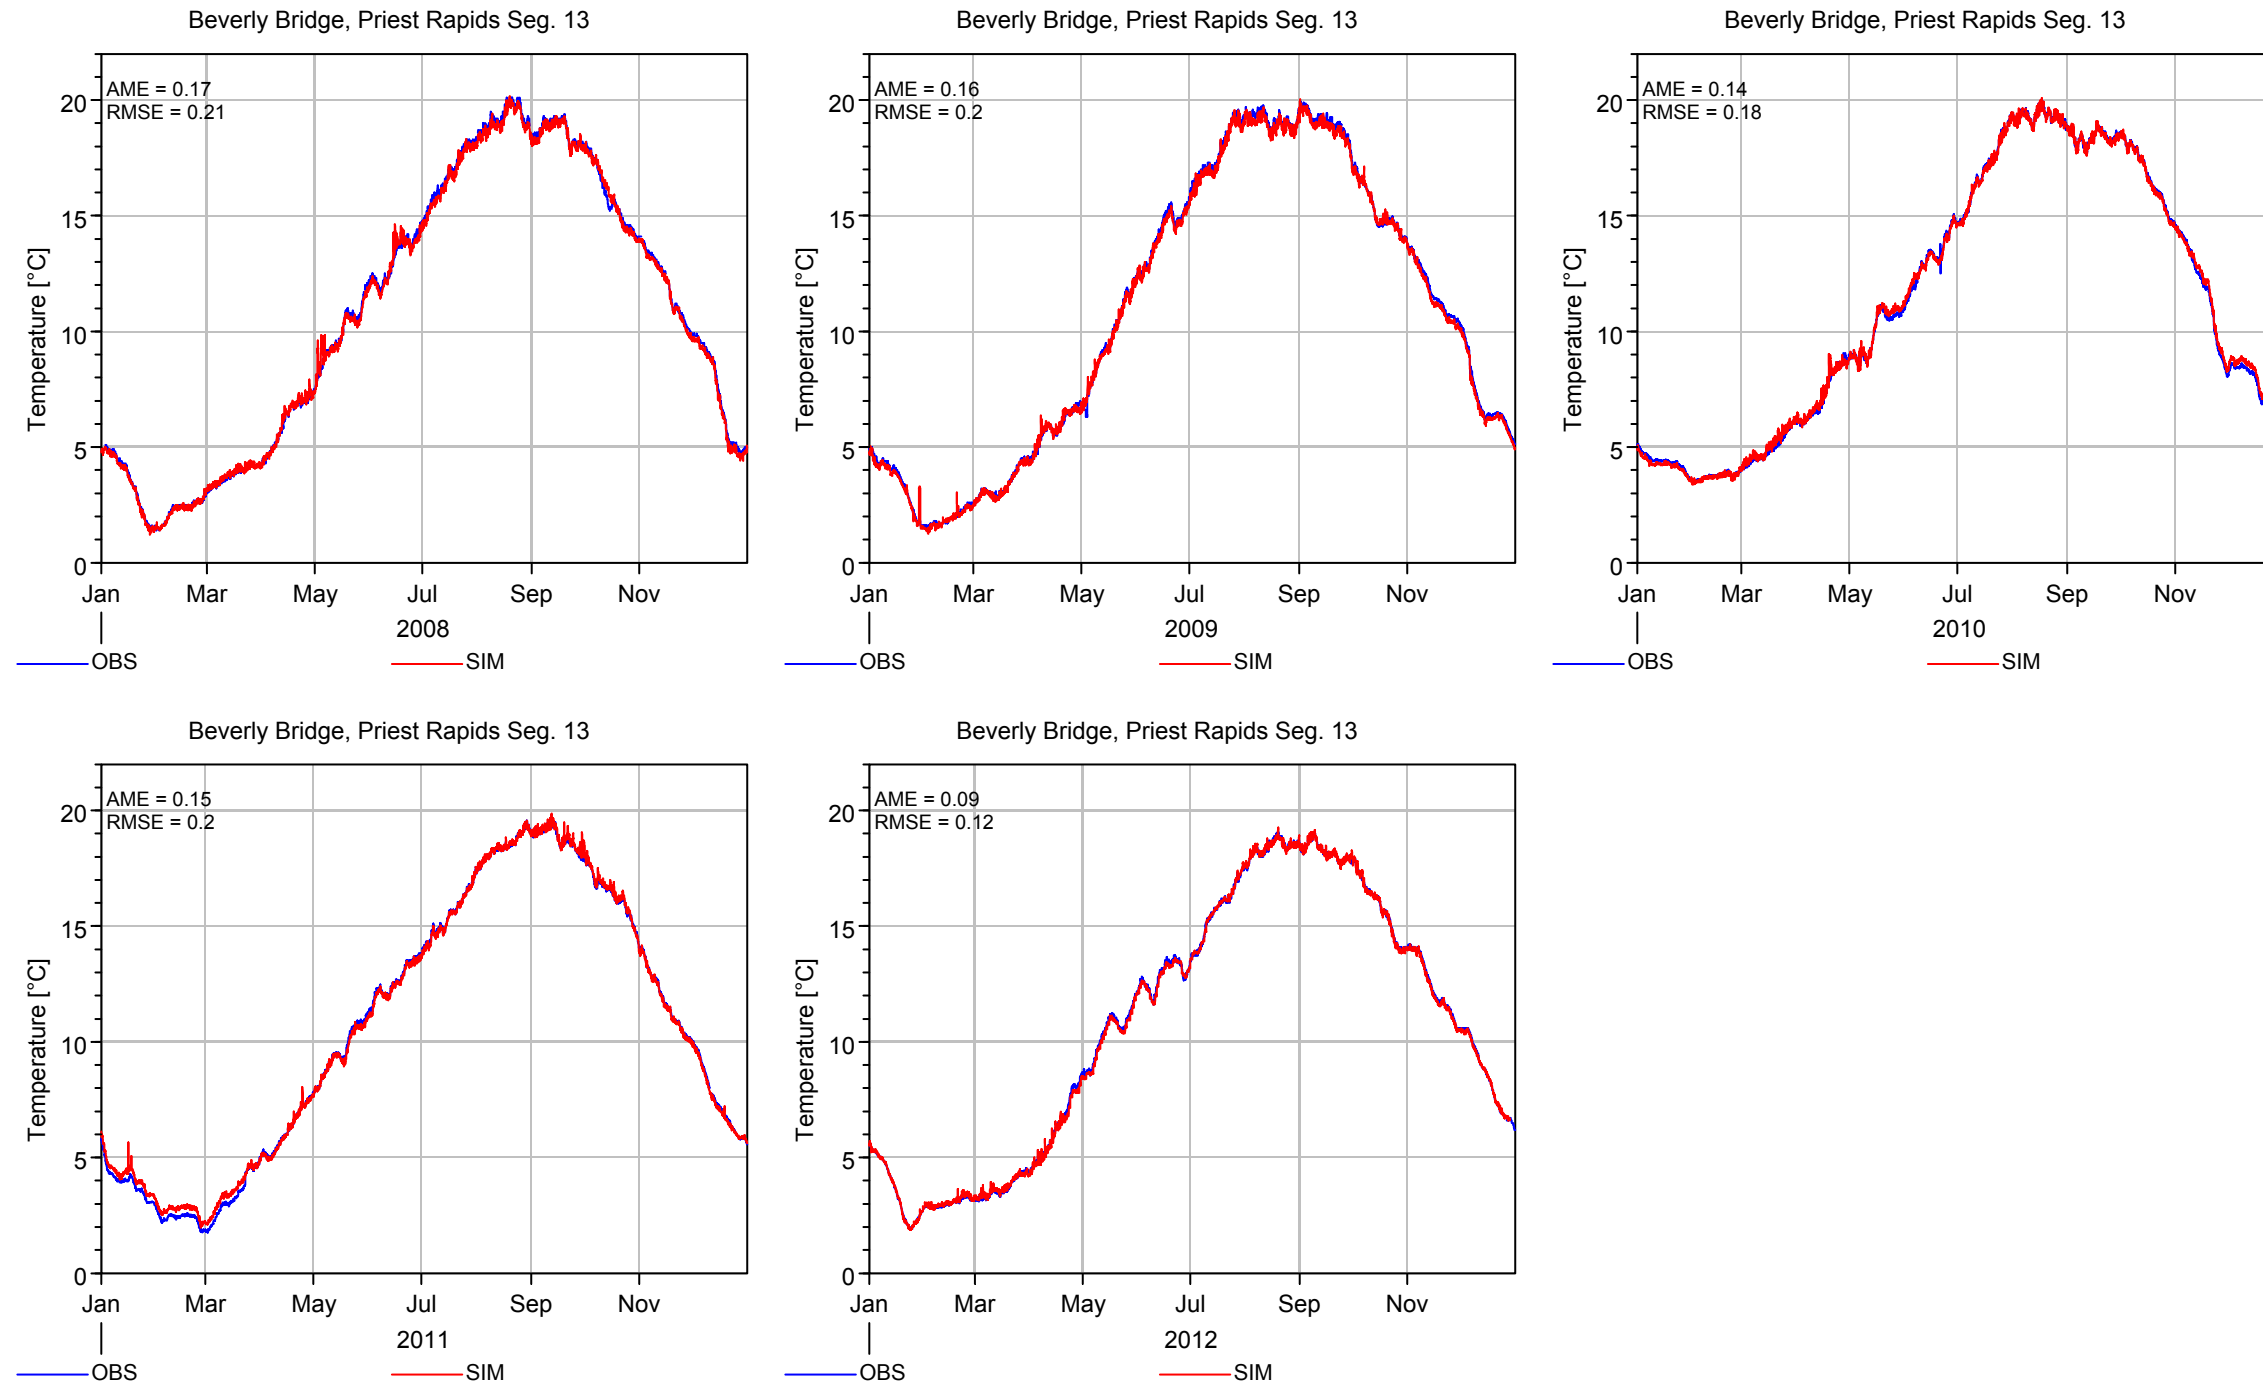 Beverly Bridge, Priest Rapids Seg. 13
AME = 0.17
RMSE = 0.21
Temperature [°C]
20
15
10
5
0
Jan Mar May Jul Sep Nov
2008
OBS SIM
Beverly Bridge, Priest Rapids Seg. 13
AME = 0.16
RMSE = 0.2
Temperature [°C]
20
15
10
5
0
Jan Mar May Jul Sep Nov
2009
OBS SIM
Beverly Bridge, Priest Rapids Seg. 13
AME = 0.14
RMSE = 0.18
Temperature [°C]
20
15
10
5
0
Jan Mar May Jul Sep Nov
2010
OBS SIM
Beverly Bridge, Priest Rapids Seg. 13
AME = 0.15
RMSE = 0.2
Temperature [°C]
20
15
10
5
0
Jan Mar May Jul Sep Nov
2011
OBS SIM
Beverly Bridge, Priest Rapids Seg. 13
AME = 0.09
RMSE = 0.12
Temperature [°C]
20
15
10
5
0
Jan Mar May Jul Sep Nov
2012
OBS SIM